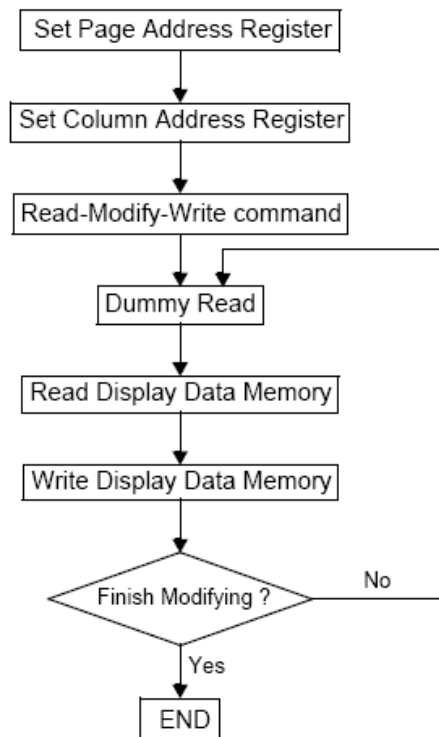 Set Page Address Register
Set Column Address Register
Read-Modify-Write command
Dummy Read
Read Display Data Memory
Write Display Data Memory
Finish Modifying ?
No
Yes
END